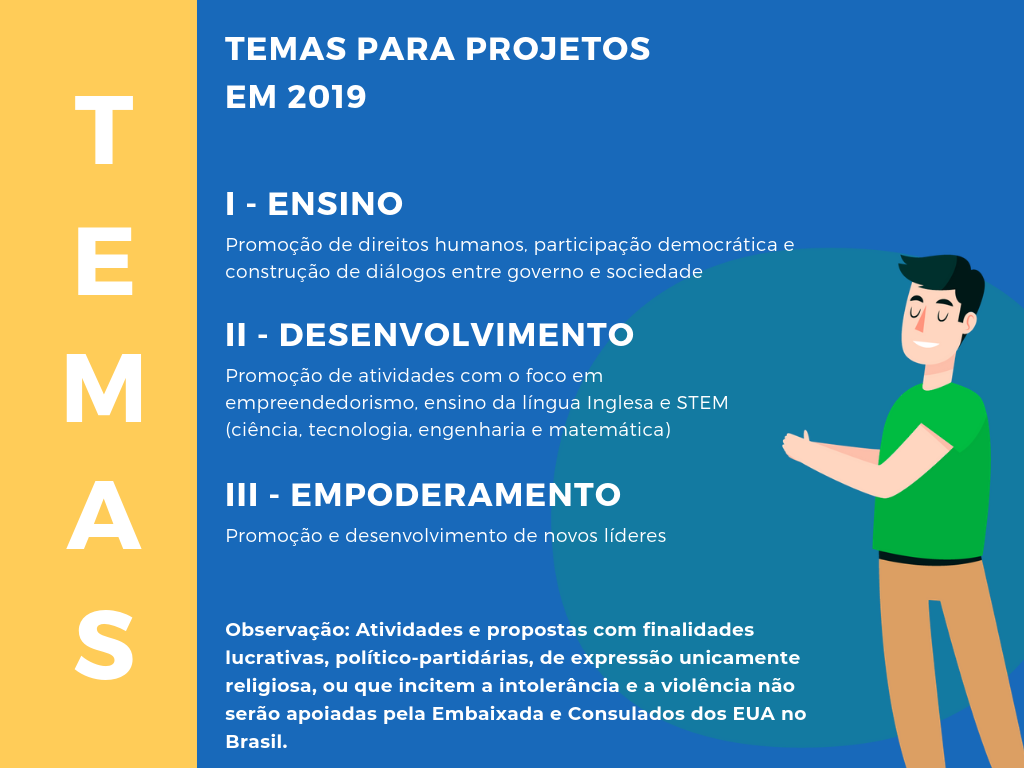 TEMAS
TEMAS PARA PROJETOS
EM 2019
I - ENSINO
Promoção de direitos humanos, participação democrática e
construção de diálogos entre governo e sociedade
II - DESENVOLVIMENTO
Promoção de atividades com o foco em
empreendedorismo, ensino da língua Inglesa e STEM
(ciência, tecnologia, engenharia e matemática)
III - EMPODERAMENTO
Promoção e desenvolvimento de novos líderes
Observação: Atividades e propostas com finalidades
lucrativas, político-partidárias, de expressão unicamente
religiosa, ou que incitem a intolerância e a violência não
serão apoiadas pela Embaixada e Consulados dos EUA no
Brasil.